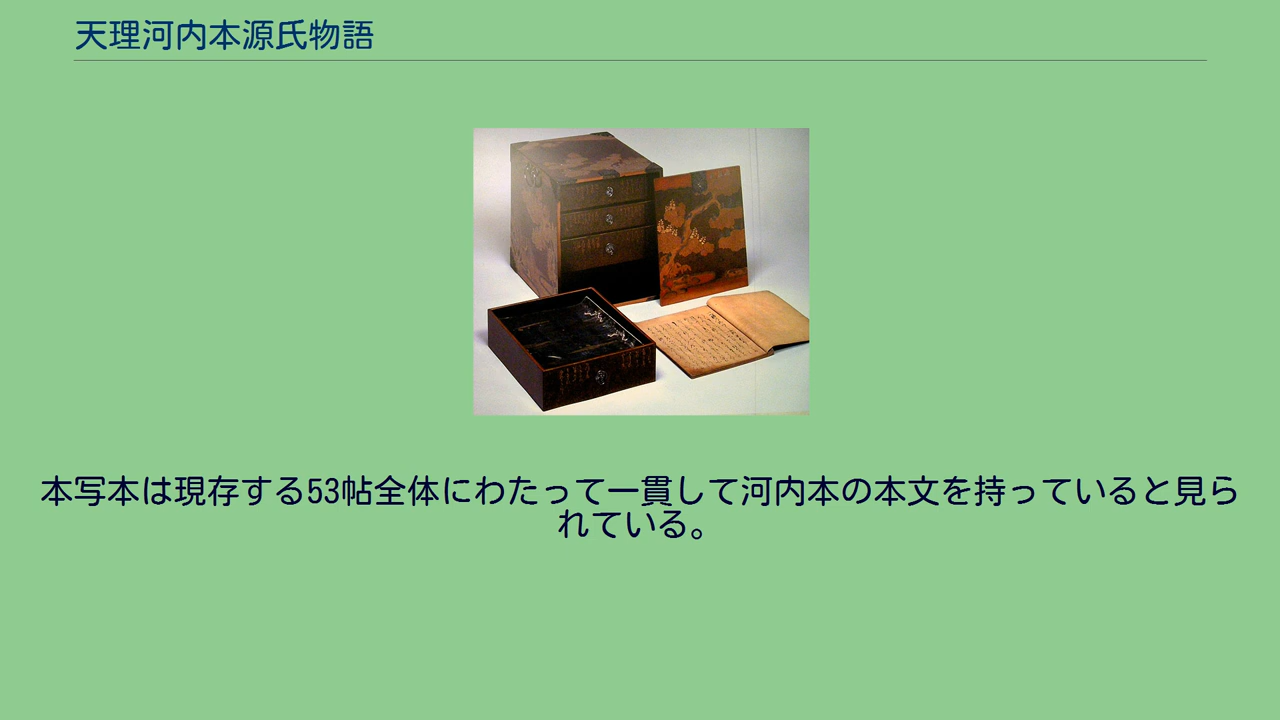 天理河内本源氏物語
本写本は現存する53帖全体にわたって一貫して河内本の本文を持っていると見ら
れている。